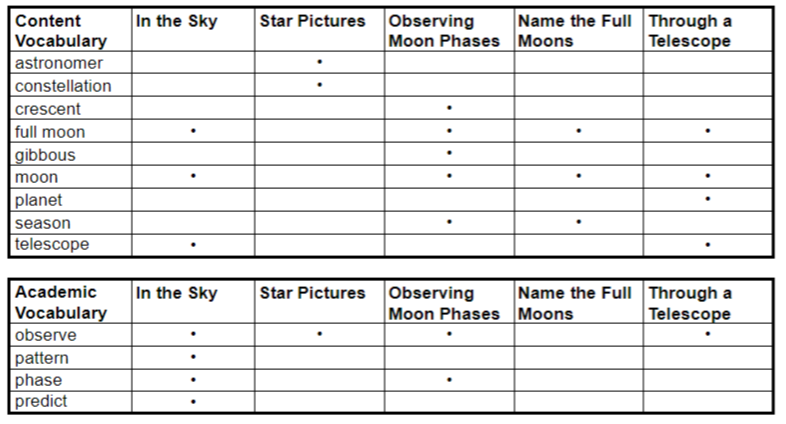 Content In the Sky Star Pictures Observing Name the Full Through a
Vocabulary Moon Phases Moons Telescope
astronomer •
constellation •
crescent •
full moon • • • •
gibbous •
moon • • • •
planet •
season • •
telescope • •
Academic In the Sky Star Pictures Observing Name the Full Through a
Vocabulary Moon Phases Moons Telescope
observe • • • •
pattern •
phase • •
predict •